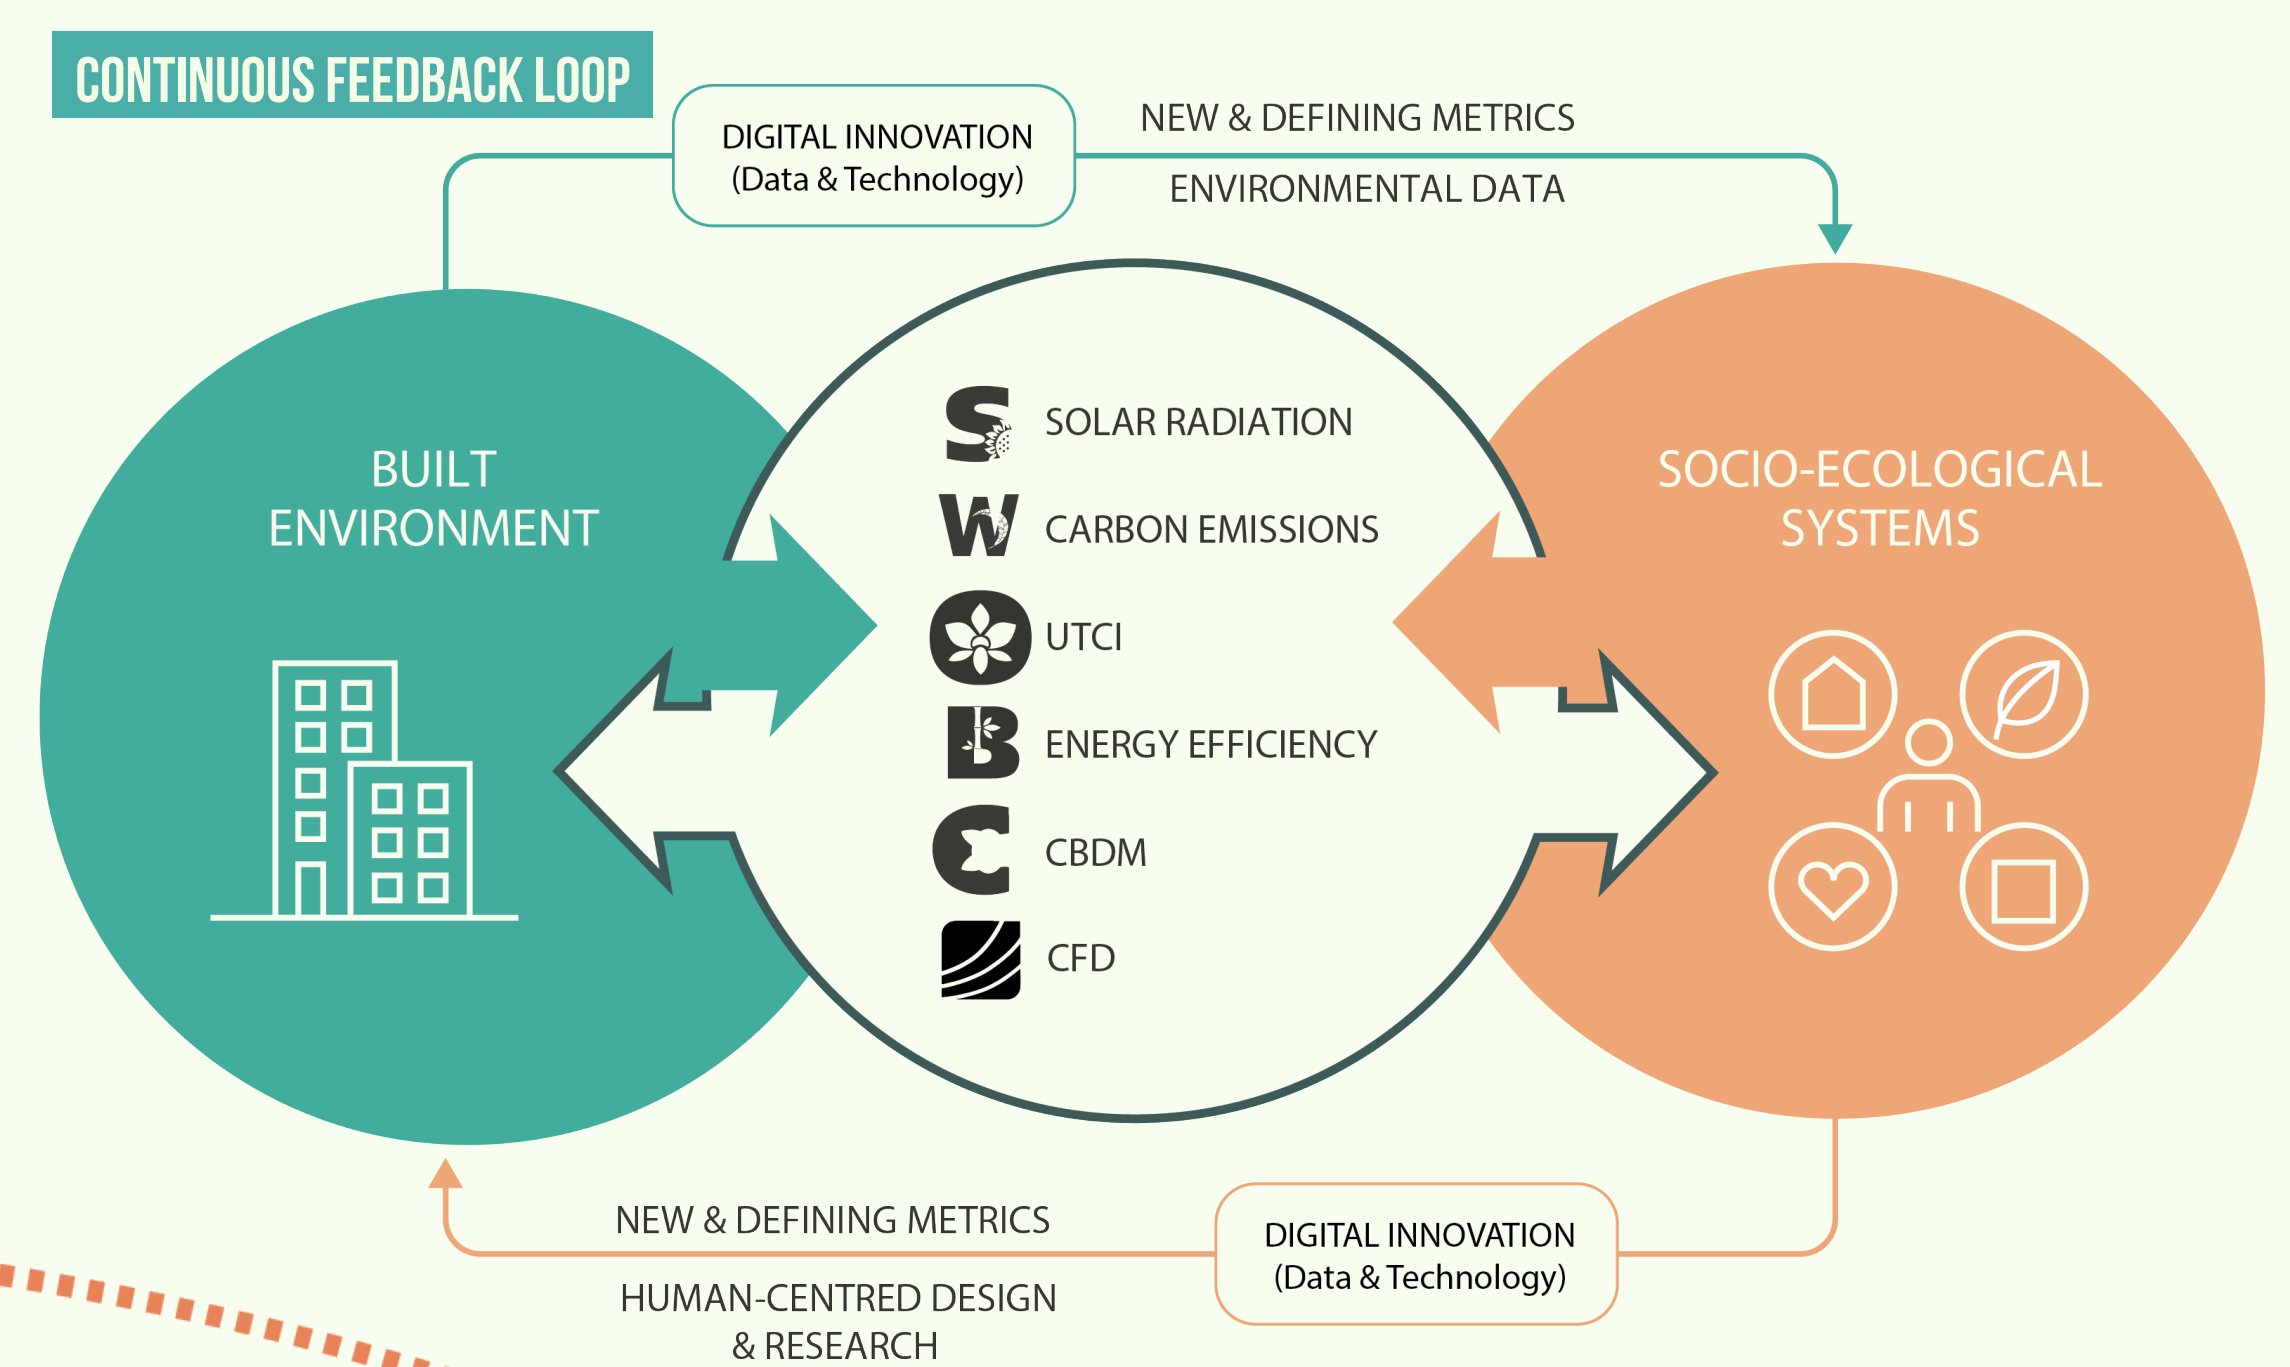 CONTINUOUS FEEDBACK LOOP
DIGITAL INNOVATION
(Data & Technology)
NEW & DEFINING METRICS
ENVIRONMENTAL DATA
BUILT
ENVIRONMENT
S SOLAR RADIATION
W CARBON EMISSIONS
O UTCI
B ENERGY EFFICIENCY
C CBDM
CFD
SOCIO-ECOLOGICAL
SYSTEMS
NEW & DEFINING METRICS
HUMAN-CENTRED DESIGN
& RESEARCH
DIGITAL INNOVATION
(Data & Technology)